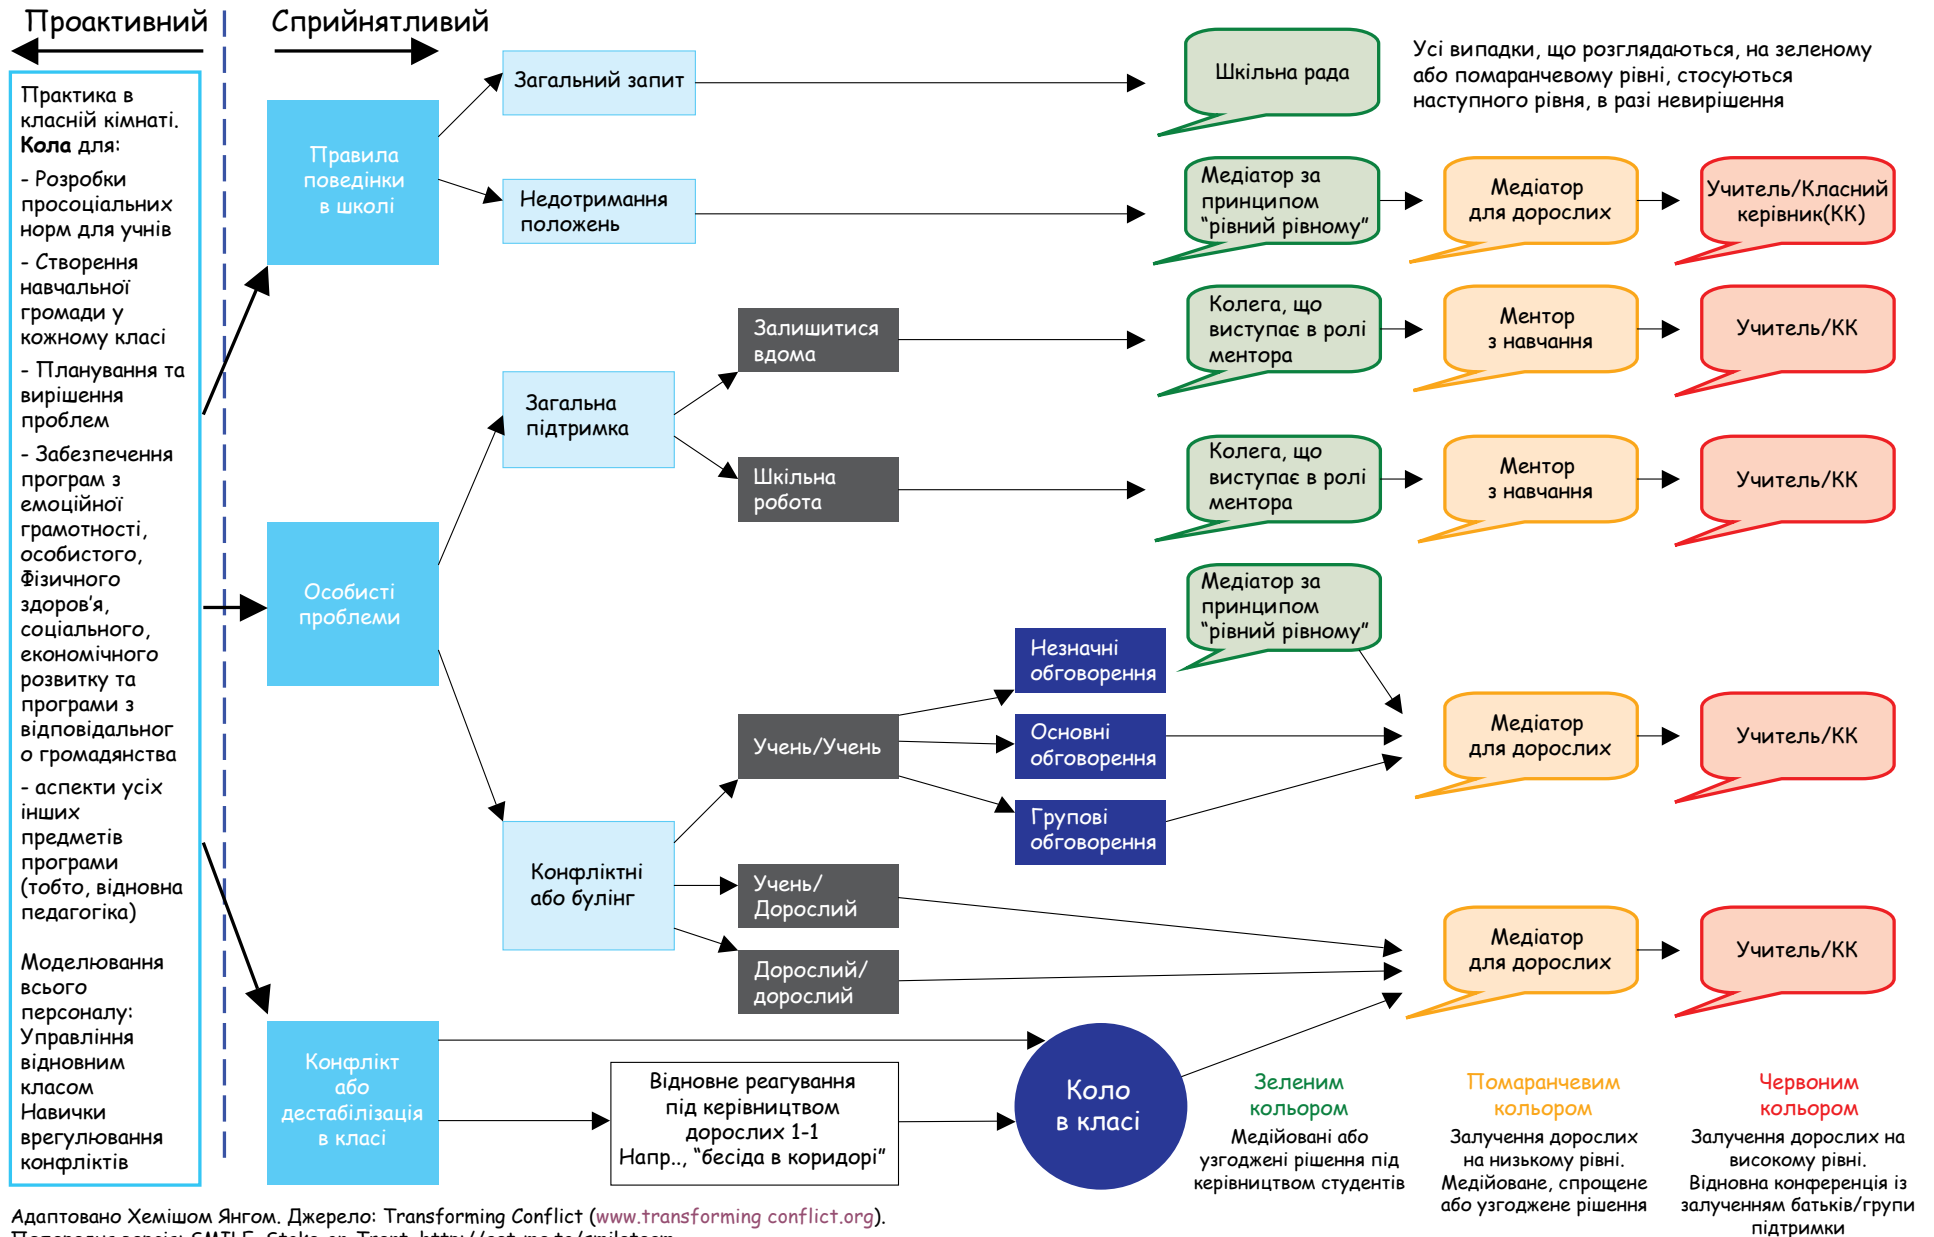 Проактивний
Сприйнятливий
Практика в
класній кімнаті.
Кола для:
- Розробки
просоціальних
норм для учнів
- Створення
навчальної
громади у
кожному класі
- Планування та
вирішення
проблем
- Забезпечення
програм з
емоційної
грамотності,
особистого,
Фізичного
здоров’я,
соціального,
економічного
розвитку та
програми з
відповідальног
о громадянства
- аспекти усіх
інших
предметів
програми
(тобто, відновна
педагогіка)
Моделювання
всього
персоналу:
Управління
відновним
класом
Навички
врегулювання
конфліктів
Правила
поведінки
в школі
Загальний запит
Недотримання
положень
Шкільна рада
Усі випадки, що розглядаються, на зеленому
або помаранчевому рівні, стосуються
наступного рівня, в разі невирішення
Медіатор за
принципом
“рівний рівному”
Медіатор
для дорослих
Учитель/Класний
керівник(КК)
Особисті
проблеми
Загальна
підтримка
Залишитися
вдома
Колега, що
виступає в ролі
ментора
Ментор
з навчання
Учитель/КК
Шкільна
робота
Колега, що
виступає в ролі
ментора
Ментор
з навчання
Учитель/КК
Конфліктні
або булінг
Учень/Учень
Незначні
обговорення
Медіатор за
принципом
“рівний рівному”
Основні
обговорення
Групові
обговорення
Медіатор
для дорослих
Учитель/КК
Учень/
Дорослий
Дорослий/
дорослий
Медіатор
для дорослих
Учитель/КК
Конфлікт
або
дестабілізація
в класі
Відновне реагування
під керівництвом
дорослих 1-1
Напр.., “бесіда в коридорі”
Коло
в класі
Зеленим
кольором
Медійовані або
узгоджені рішення під
керівництвом студентів
Помаранчевим
кольором
Залучення дорослих
на низькому рівні.
Медійоване, спрощене
або узгоджене рішення
Червоним
кольором
Залучення дорослих на
високому рівні.
Відновна конференція із
залученням батьків/групи
підтримки
Адаптовано Хемішом Янгом. Джерело: Transforming Conflict (www.transforming conflict.org).